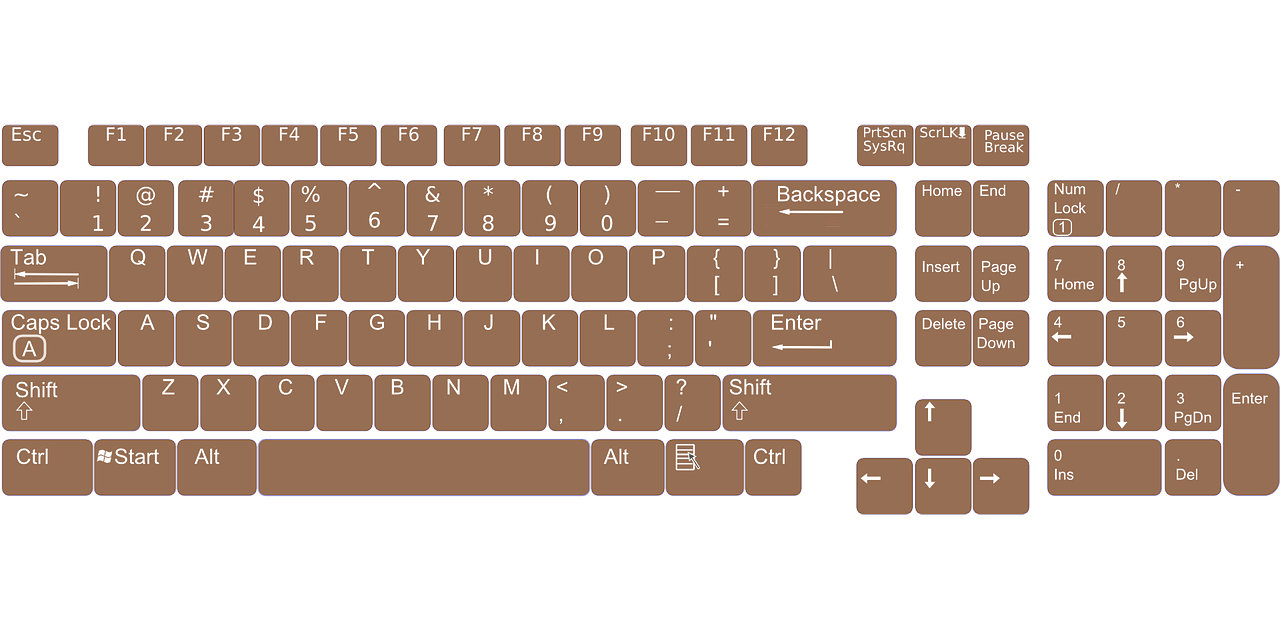 Esc F1 F2 F3 F4 F5 F6 F7 F8 F9 F10 F11 F12 PrtScn ScrLK Pause
SysRq Break
~ ! @ # $ % ^ & * ( ) — + Backspace Home End Num / * -
` 1 2 3 4 5 6 7 8 9 0 – = Lock
1
Tab Q W E R T Y U I O P { } | Insert Page 7 8 9 +
[ ] \ Up Home PgUp
Caps Lock A S D F G H J K L : " Enter Delete Page 4 5 6
A ; ' Down
Shift Z X C V B N M < > ? Shift 1 2 3 Enter
, . / End PgDn
Ctrl Start Alt Alt Ctrl 0 .
Ins Del